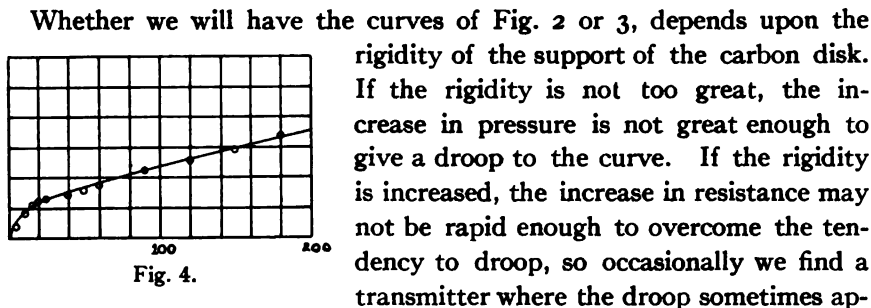 Whether we will have the curves of Fig. 2 or 3, depends upon the
rigidity of the support of the carbon disk.
If the rigidity is not too great, the in-
crease in pressure is not great enough to
give a droop to the curve. If the rigidity
is increased, the increase in resistance may
not be rapid enough to overcome the ten-
dency to droop, so occasionally we find a
transmitter where the droop sometimes ap-
100 200
Fig. 4.